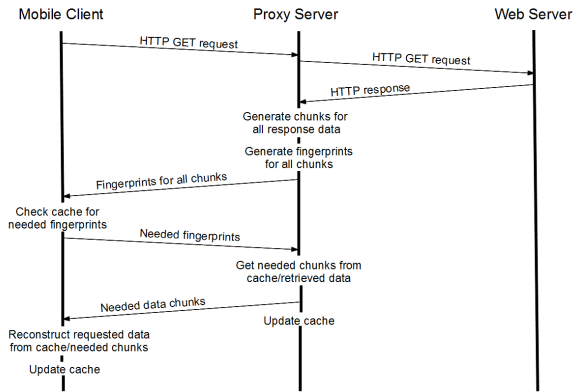 Mobile Client
Proxy Server
Web Server
HTTP GET request
HTTP GET request
HTTP response
Generate chunks for
all response data
Generate fingerprints
for all chunks
Fingerprints for all chunks
Check cache for
needed fingerprints
Needed fingerprints
Get needed chunks from
cache/retrieved data
Needed data chunks
Update cache
Reconstruct requested data
from cache/needed chunks
Update cache